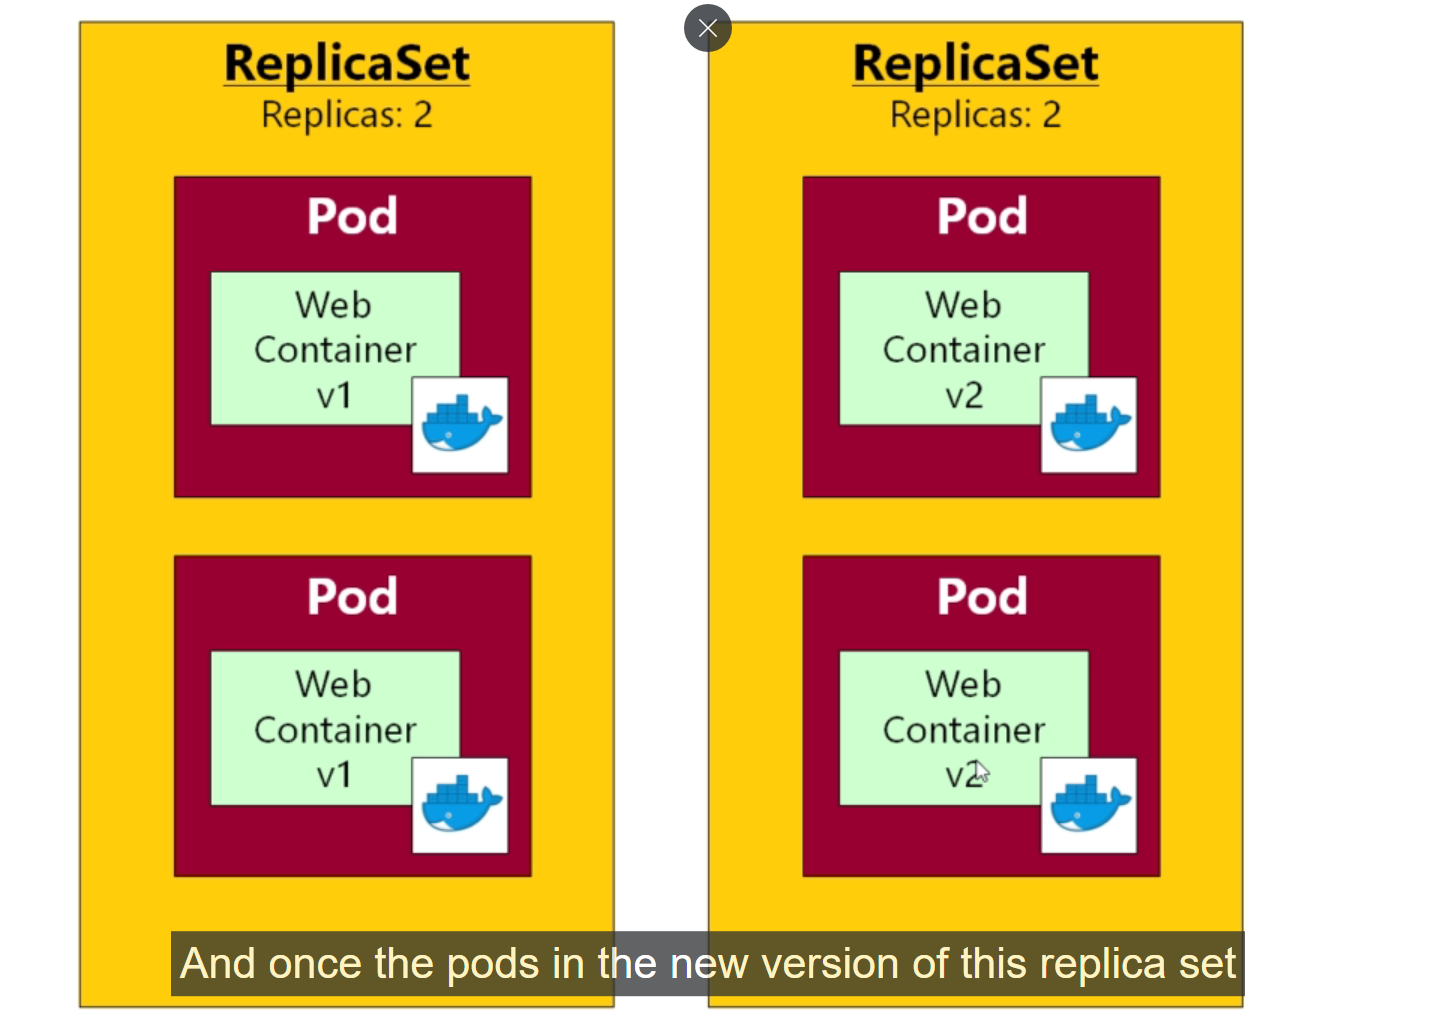 ReplicaSet
Replicas: 2
Pod
Web
Container
v1
Pod
Web
Container
v1
ReplicaSet
Replicas: 2
Pod
Web
Container
v2
Pod
Web
Container
v2
And once the pods in the new version of this replica set